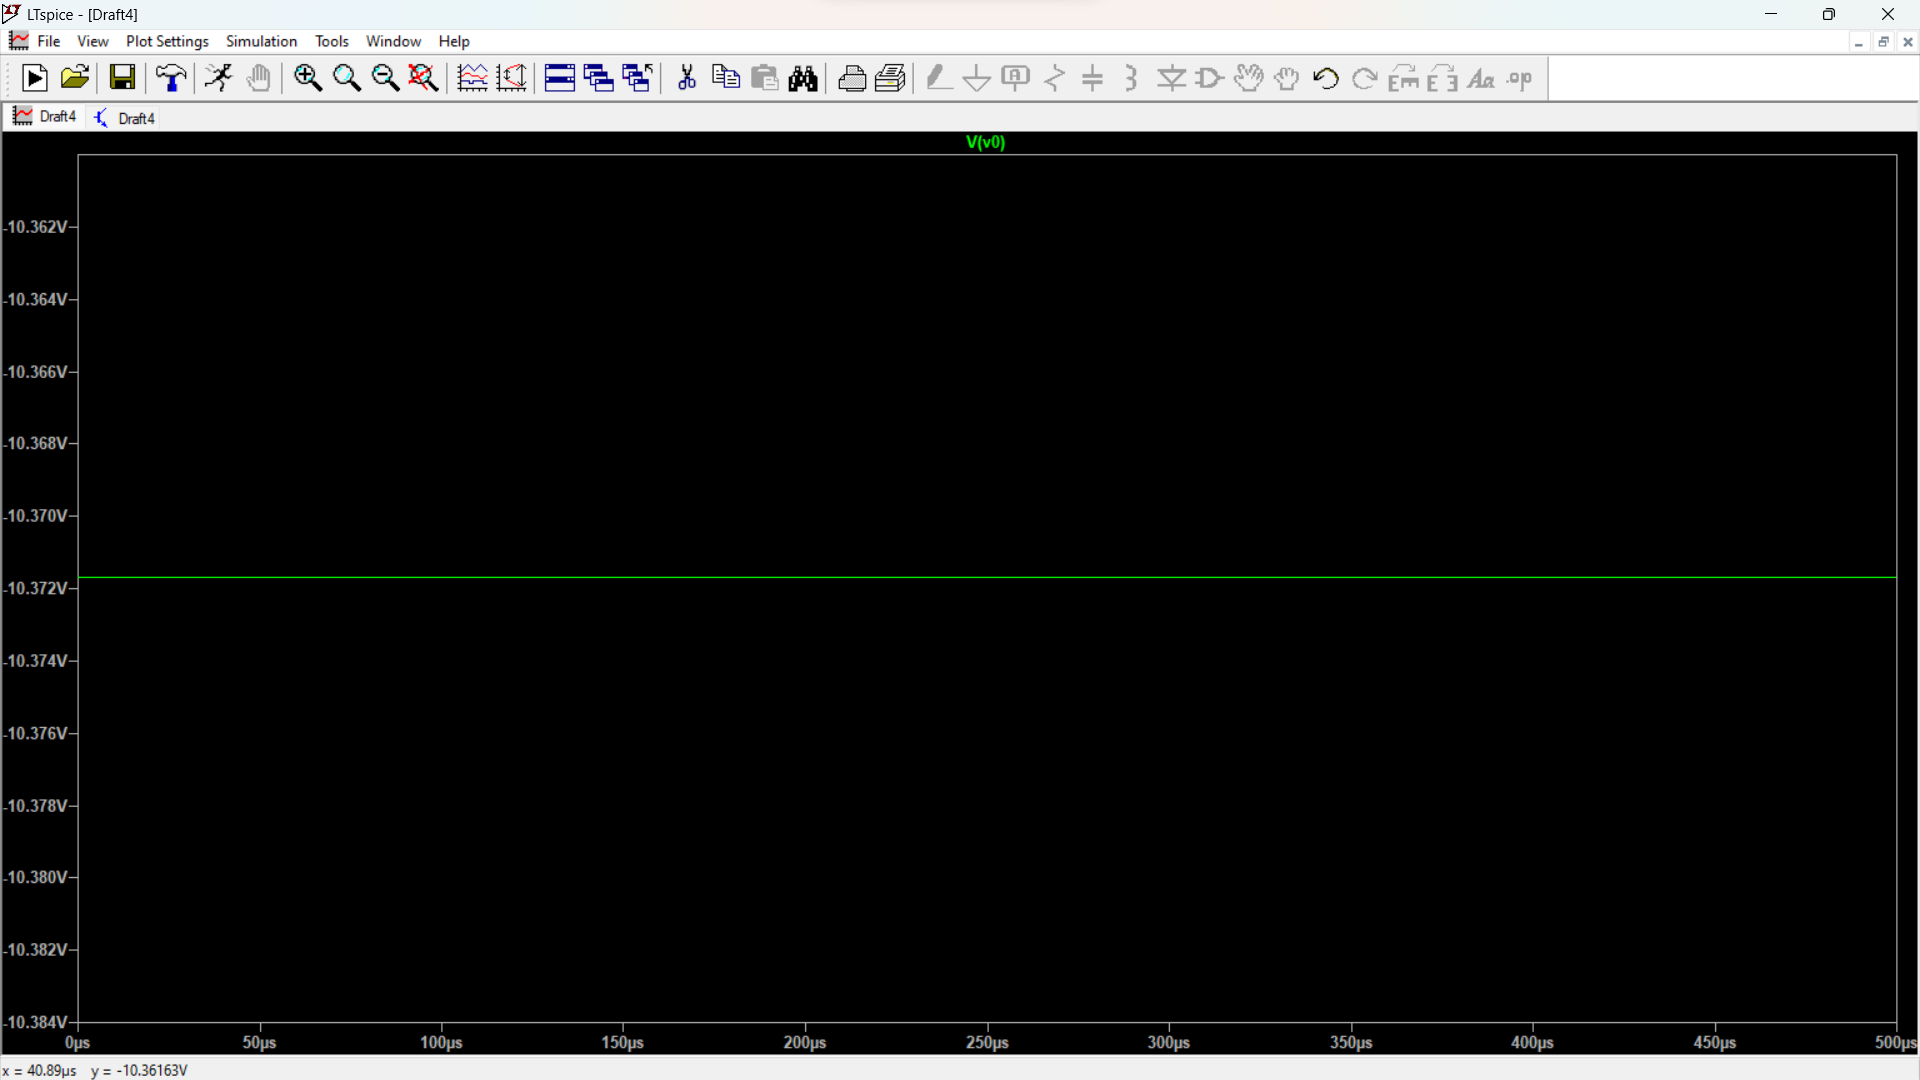 LTspice - [Draft4]
File View Plot Settings Simulation Tools Window Help
Aa .op
Draft4 Draft4
V(v0)
-10.362V
-10.364V
-10.366V
-10.368V
-10.370V
-10.372V
-10.374V
-10.376V
-10.378V
-10.380V
-10.382V
-10.384V
0µs 50µs 100µs 150µs 200µs 250µs 300µs 350µs 400µs 450µs 500µs
x = 40.89µs y = -10.36163V